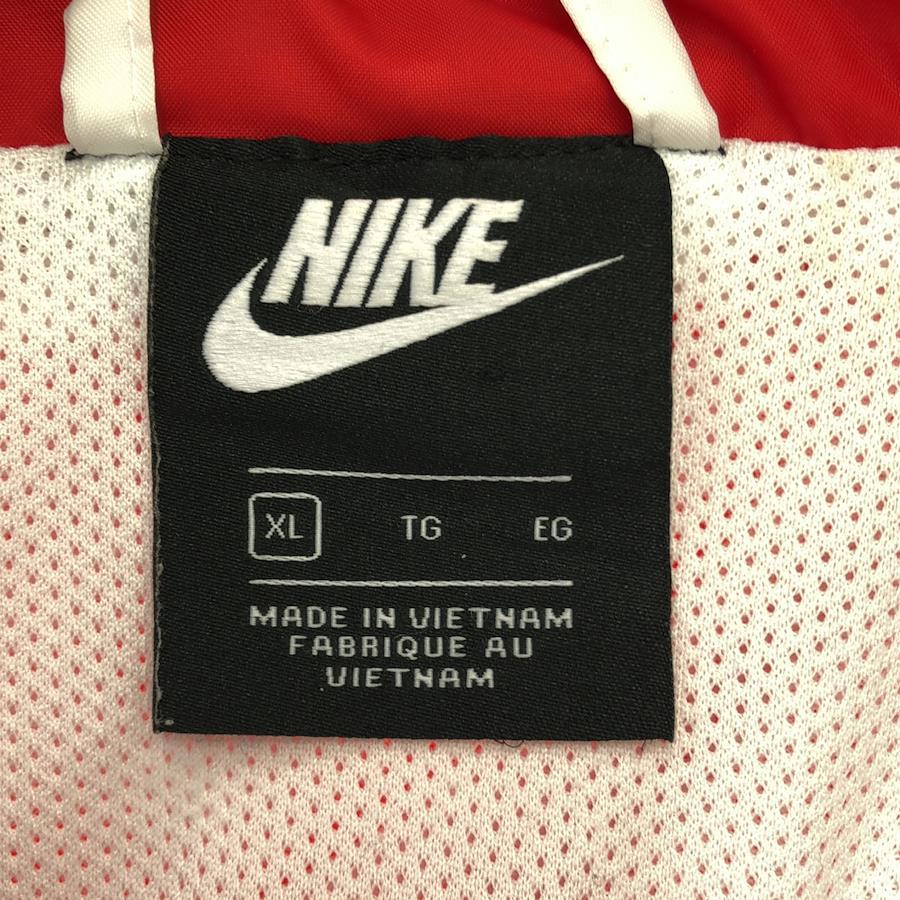 NIKE
XL TG EG
MADE IN VIETNAM
FABRIQUE AU
VIETNAM